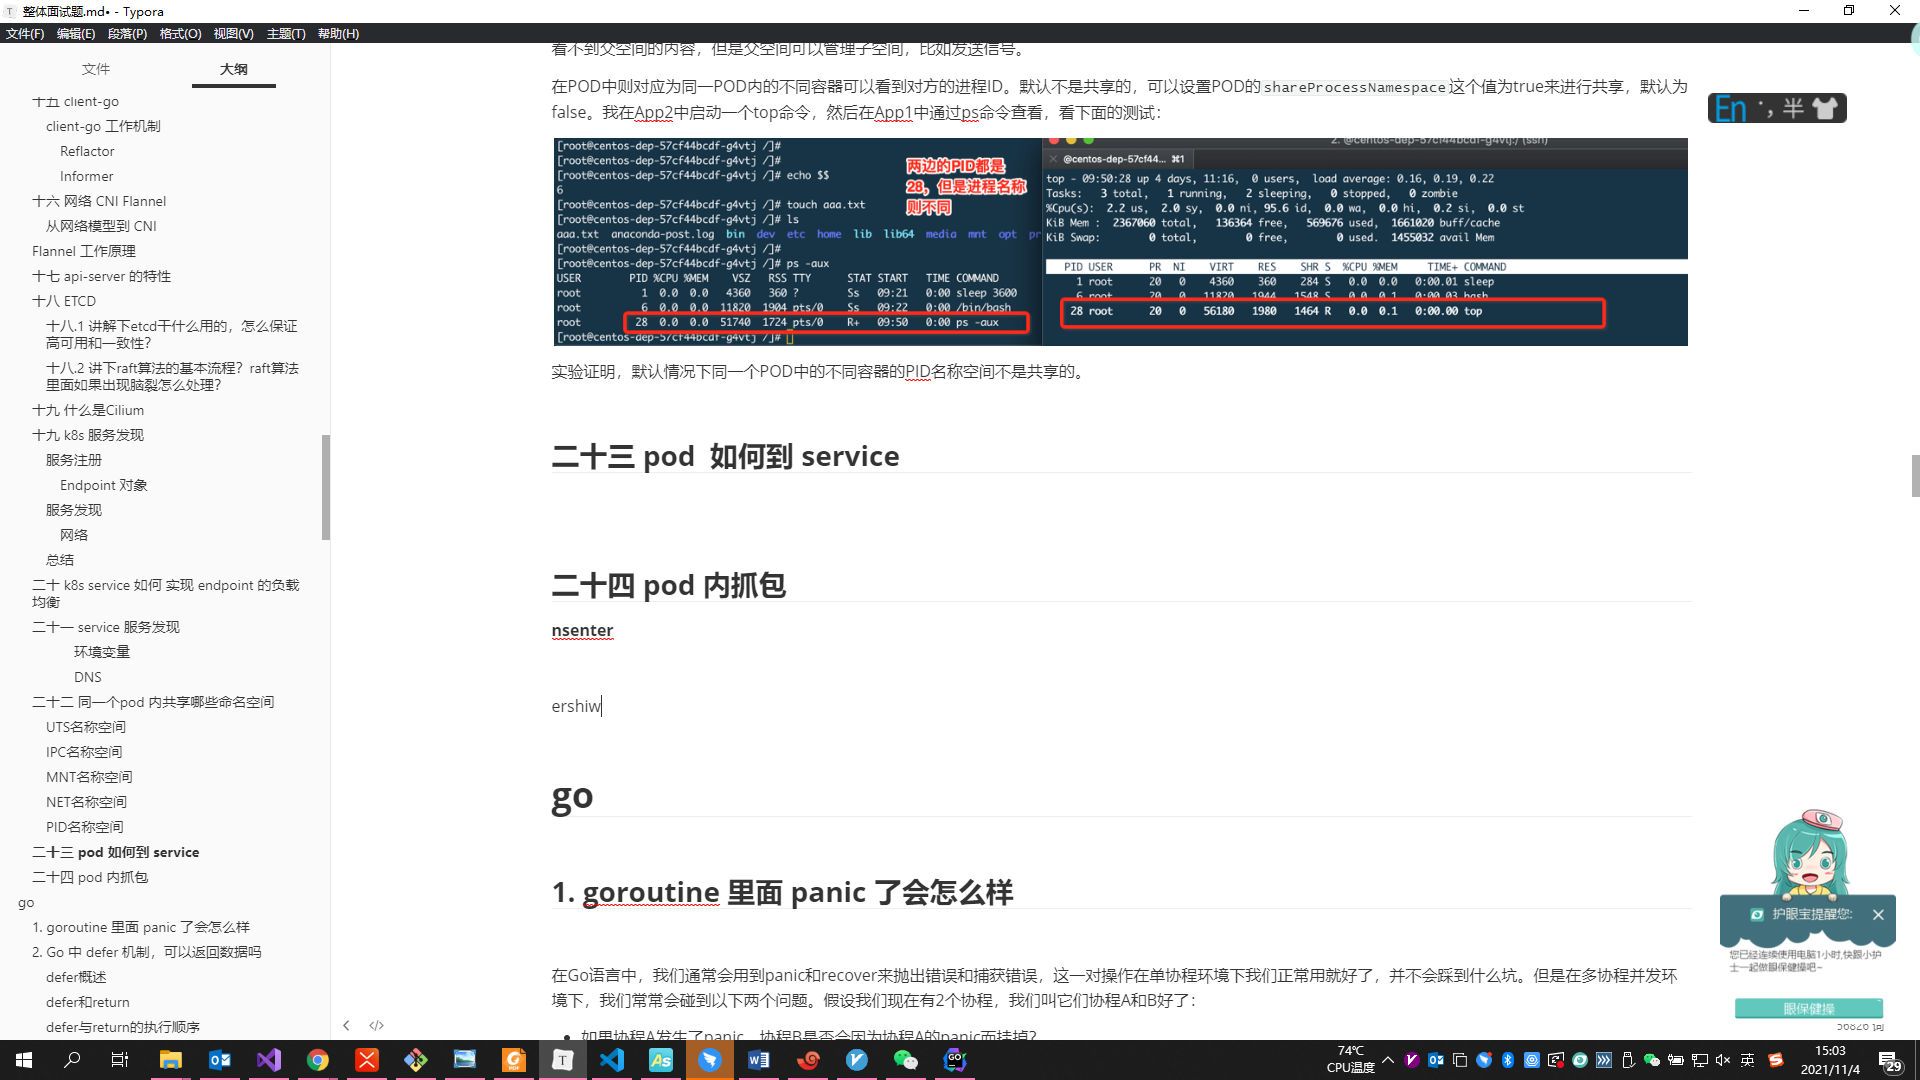 整体面试题.md• - Typora
文件(F) 编辑(E) 段落(P) 格式(O) 视图(V) 主题(T) 帮助(H)
文件 大纲
十五 client-go
client-go 工作机制
Reflactor
Informer
十六 网络 CNI Flannel
从网络模型到 CNI
Flannel 工作原理
十七 api-server 的特性
十八 ETCD
十八.1 讲解下etcd干什么用的，怎么保证
高可用和一致性？
十八.2 讲下raft算法的基本流程？raft算法
里面如果出现脑裂怎么处理？
十九 什么是Cilium
十九 k8s 服务发现
服务注册
Endpoint 对象
服务发现
网络
总结
二十 k8s service 如何 实现 endpoint 的负载
均衡
二十一 service 服务发现
环境变量
DNS
二十二 同一个pod 内共享哪些命名空间
UTS名称空间
IPC名称空间
MNT名称空间
NET名称空间
PID名称空间
二十三 pod 如何到 service
二十四 pod 内抓包
go
1. goroutine 里面 panic 了会怎么样
2. Go 中 defer 机制，可以返回数据吗
defer概述
defer和return
defer与return的执行顺序
看不到父空间的内容，但是父空间可以管理子空间，比如发送信号。
在POD中则对应为同一POD内的不同容器可以看到对方的进程ID。默认不是共享的，可以设置POD的shareProcessNamespace这个值为true来进行共享，默认为
false。我在App2中启动一个top命令，然后在App1中通过ps命令查看，看下面的测试：
[root@centos-dep-57cf44bcdf-g4vtj /]#
[root@centos-dep-57cf44bcdf-g4vtj /]#
[root@centos-dep-57cf44bcdf-g4vtj /]# echo $$
6
[root@centos-dep-57cf44bcdf-g4vtj /]# touch aaa.txt
[root@centos-dep-57cf44bcdf-g4vtj /]# ls
aaa.txt anaconda-post.log bin dev etc home lib lib64 media mnt opt pr
[root@centos-dep-57cf44bcdf-g4vtj /]#
[root@centos-dep-57cf44bcdf-g4vtj /]# ps -aux
USER PID %CPU %MEM VSZ RSS TTY STAT START TIME COMMAND
root 1 0.0 0.0 4360 360 ? Ss 09:21 0:00 sleep 3600
root 6 0.0 0.0 11820 1904 pts/0 Ss 09:22 0:00 /bin/bash
root 28 0.0 0.0 51740 1724 pts/0 R+ 09:50 0:00 ps -aux
[root@centos-dep-57cf44bcdf-g4vtj /]#
两边的PID都是
28，但是进程名称
则不同
2. @centos-dep-57cf44bcdf-g4vtj:/ (ssh)
@centos-dep-57cf44... ⌘1
top - 09:50:28 up 4 days, 11:16, 0 users, load average: 0.16, 0.19, 0.22
Tasks: 3 total, 1 running, 2 sleeping, 0 stopped, 0 zombie
%Cpu(s): 2.2 us, 2.0 sy, 0.0 ni, 95.6 id, 0.0 wa, 0.0 hi, 0.2 si, 0.0 st
KiB Mem : 2367060 total, 136364 free, 569676 used, 1661020 buff/cache
KiB Swap: 0 total, 0 free, 0 used. 1455032 avail Mem
PID USER PR NI VIRT RES SHR S %CPU %MEM TIME+ COMMAND
1 root 20 0 4360 360 284 S 0.0 0.0 0:00.01 sleep
6 root 20 0 11820 1944 1548 S 0.0 0.1 0:00.03 bash
28 root 20 0 56180 1980 1464 R 0.0 0.1 0:00.00 top
实验证明，默认情况下同一个POD中的不同容器的PID名称空间不是共享的。
二十三 pod 如何到 service
二十四 pod 内抓包
nsenter
ershiw
go
1. goroutine 里面 panic 了会怎么样
在Go语言中，我们通常会用到panic和recover来抛出错误和捕获错误，这一对操作在单协程环境下我们正常用就好了，并不会踩到什么坑。但是在多协程并发环
境下，我们常常会碰到以下两个问题。假设我们现在有2个协程，我们叫它们协程A和B好了：
如果协程A发生了panic，协程B是否会因为协程A的panic而挂掉？
En 半
护眼宝提醒您:
您已经连续使用电脑1小时,快跟小护
士一起做眼保健操吧~
眼保健操
74℃
CPU温度
英
15:03
2021/11/4
29